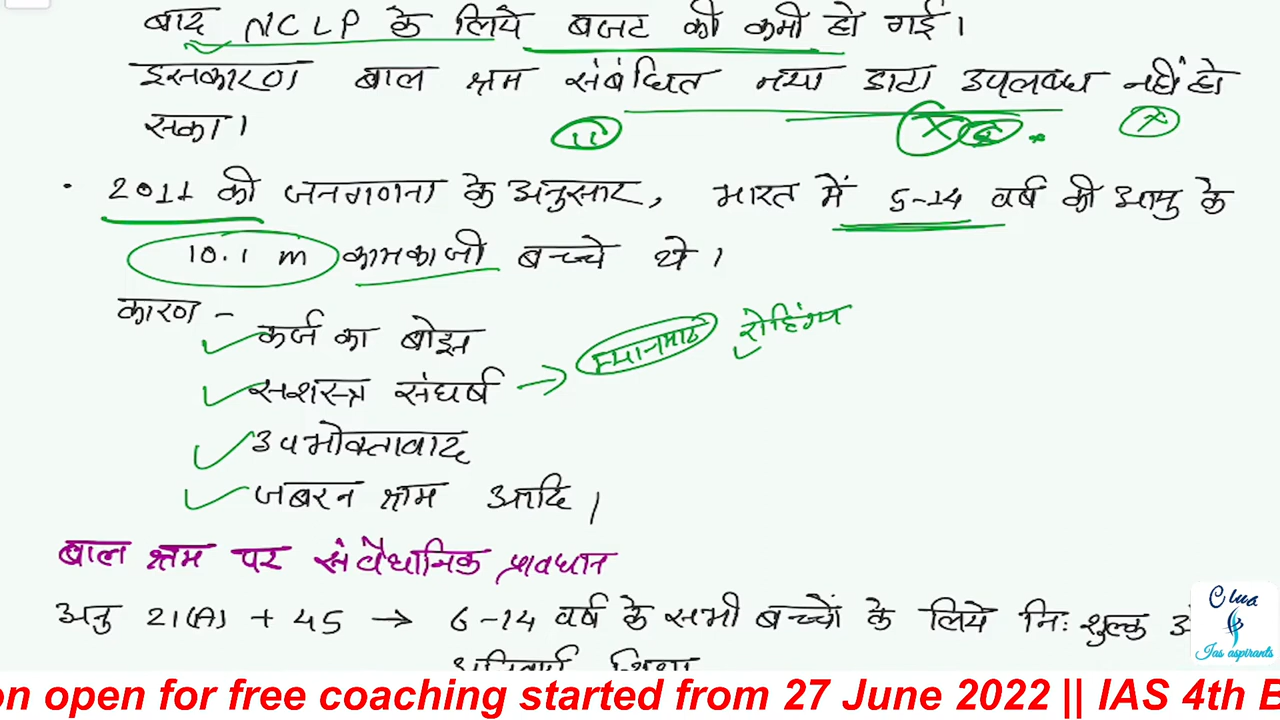 बाद NCLP के लिये बजट की कमी हो गई।
इसकारण बाल श्रम संबंधित नया डाटा उपलब्ध नहीं हो
सका।
· 2011 की जनगणना के अनुसार, भारत में 5-14 वर्ष की आयु के
10.1 m कामकाजी बच्चे थे।
कारण -
कर्ज का बोझ
सशस्त्र संघर्ष → म्यानमार रोहिंग्य
उपभोक्तावाद
जबरन श्रम आदि।
बाल श्रम पर संवैधानिक प्रावधान
अनु 21(A) + 45 → 6-14 वर्ष के सभी बच्चों के लिये निःशुल्क
Clua
Ias aspirants
on open for free coaching started from 27 June 2022 || IAS 4th B